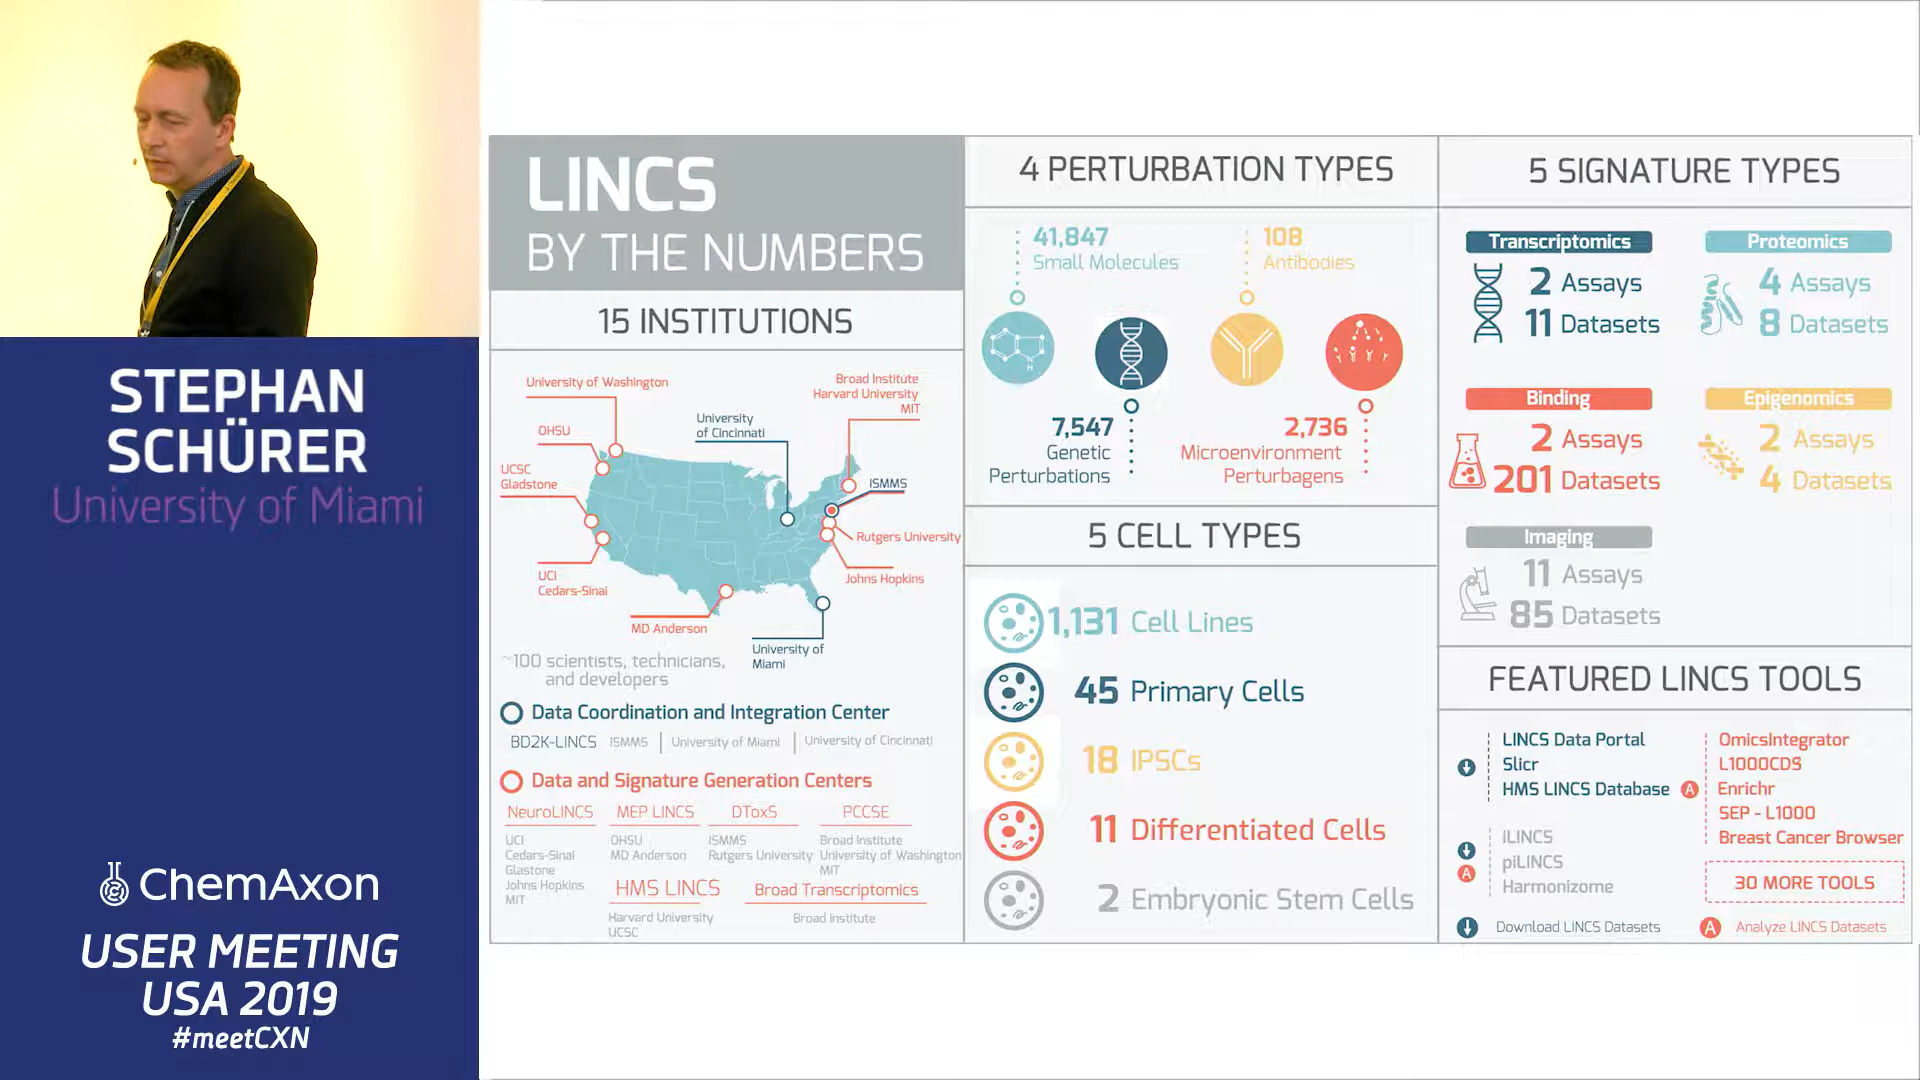 STEPHAN
SCHÜRER
University of Miami
ChemAxon
USER MEETING
USA 2019
#meetCXN
LINCS
BY THE NUMBERS
15 INSTITUTIONS
University of Washington
OHSU
UCSC
Gladstone
UCI
Cedars-Sinai
MD Anderson
University
of Cincinnati
Broad Institute
Harvard University
MIT
ISMMS
Rutgers University
Johns Hopkins
University of
Miami
~100 scientists, technicians,
and developers
Data Coordination and Integration Center
BD2K-LINCS ISMMS University of Miami University of Cincinnati
Data and Signature Generation Centers
NeuroLINCS
UCI
Cedars-Sinai
Glastone
Johns Hopkins
MIT
MEP LINCS
OHSU
MD Anderson
DToxS
ISMMS
Rutgers University
PCCSE
Broad Institute
University of Washington
MIT
HMS LINCS
Harvard University
UCSC
Broad Transcriptomics
Broad Institute
4 PERTURBATION TYPES
41,847
Small Molecules
108
Antibodies
7,547
Genetic
Perturbations
2,736
Microenvironment
Perturbagens
5 CELL TYPES
1,131 Cell Lines
45 Primary Cells
18 IPSCs
11 Differentiated Cells
2 Embryonic Stem Cells
5 SIGNATURE TYPES
Transcriptomics
2 Assays
11 Datasets
Proteomics
4 Assays
8 Datasets
Binding
2 Assays
201 Datasets
Epigenomics
2 Assays
4 Datasets
Imaging
11 Assays
85 Datasets
FEATURED LINCS TOOLS
LINCS Data Portal
Slicr
HMS LINCS Database
iLINCS
piLINCS
Harmonizome
A
A
OmicsIntegrator
L1000CDS
Enrichr
SEP - L1000
Breast Cancer Browser
30 MORE TOOLS
Download LINCS Datasets
A Analyze LINCS Datasets